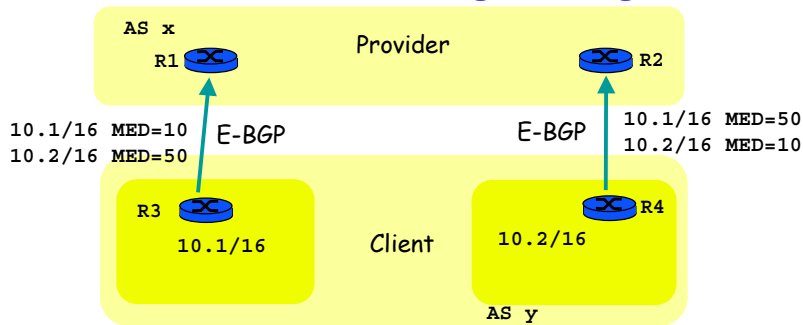 AS x
Provider
R1
R2
10.1/16 MED=10
10.2/16 MED=50
E-BGP
E-BGP
10.1/16 MED=50
10.2/16 MED=10
R3
10.1/16
Client
R4
10.2/16
AS y